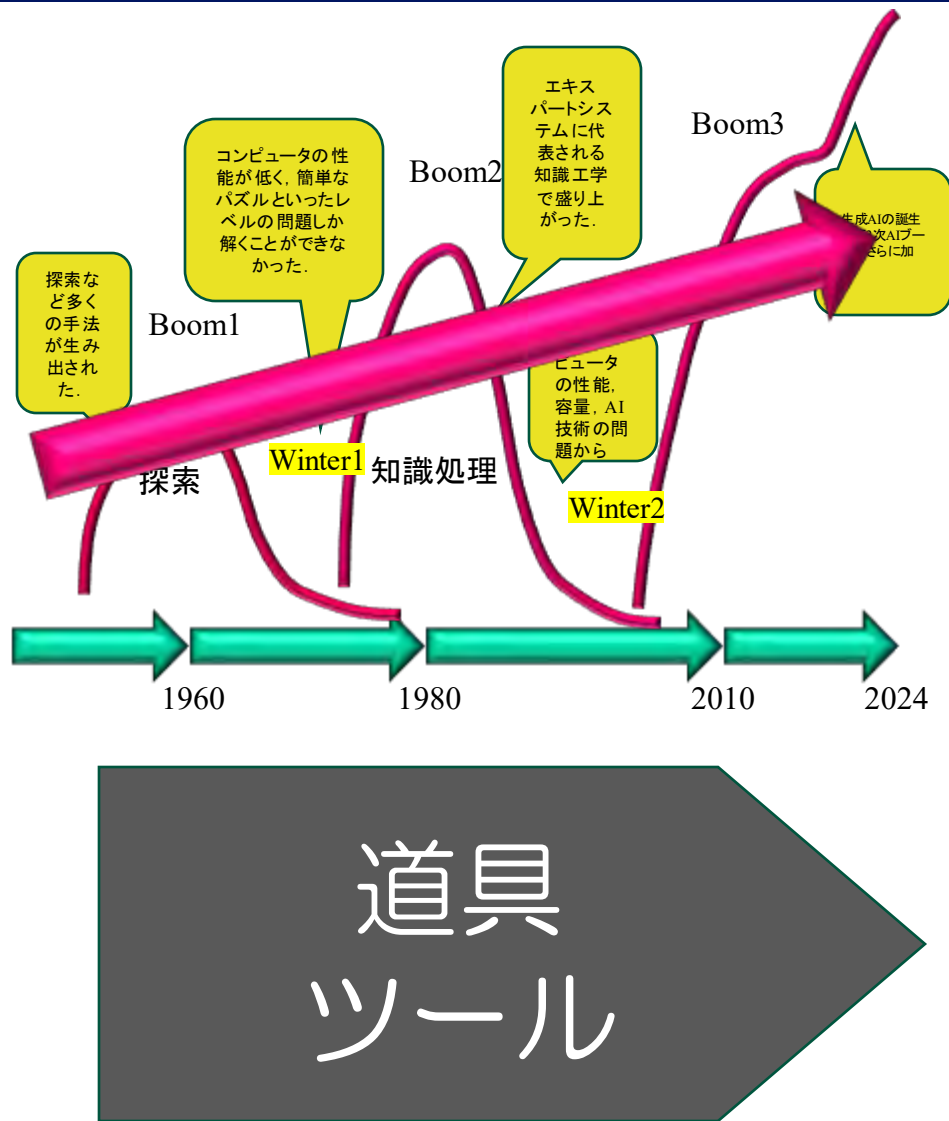 エキス
パートシス
テムに代
表される
知識工学
で盛り上
がった.
Boom3
コンピュータの性
能が低く, 簡単な
パズルといったレ
ベルの問題しか
解くことができな
かった.
Boom2
生成AIの誕生
次AIブー
さらに加
探索な
ど多く
の手法
が生み
出され
た.
Boom1
ピュータ
の性能,
容量, AI
技術の問
題から
探索
Winter1
知識処理
Winter2
1960
1980
2010
2024
道具
ツール